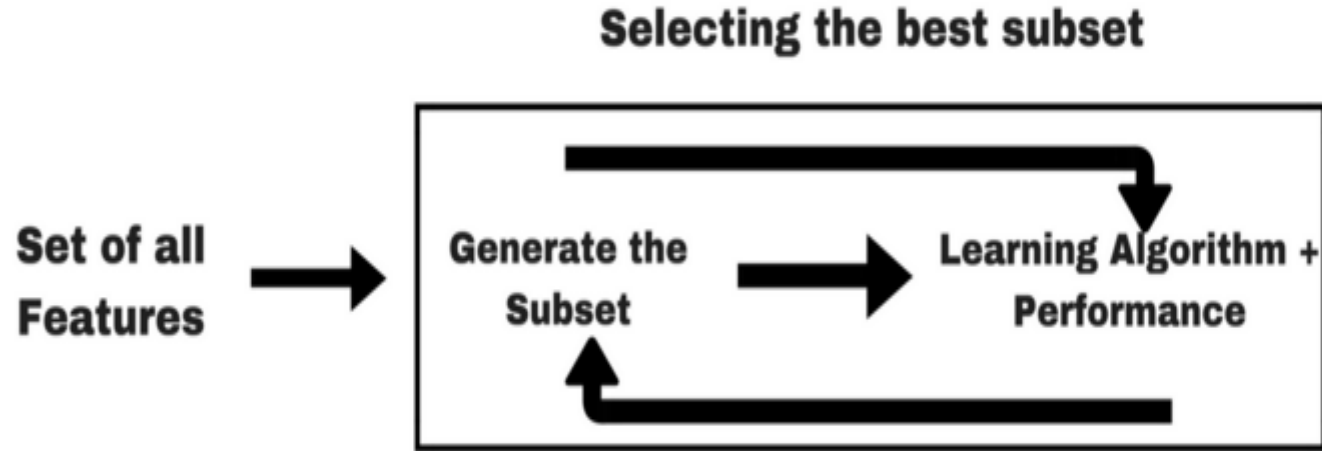 Selecting the best subset
Set of all
Features
Generate the
Subset
Learning Algorithm +
Performance